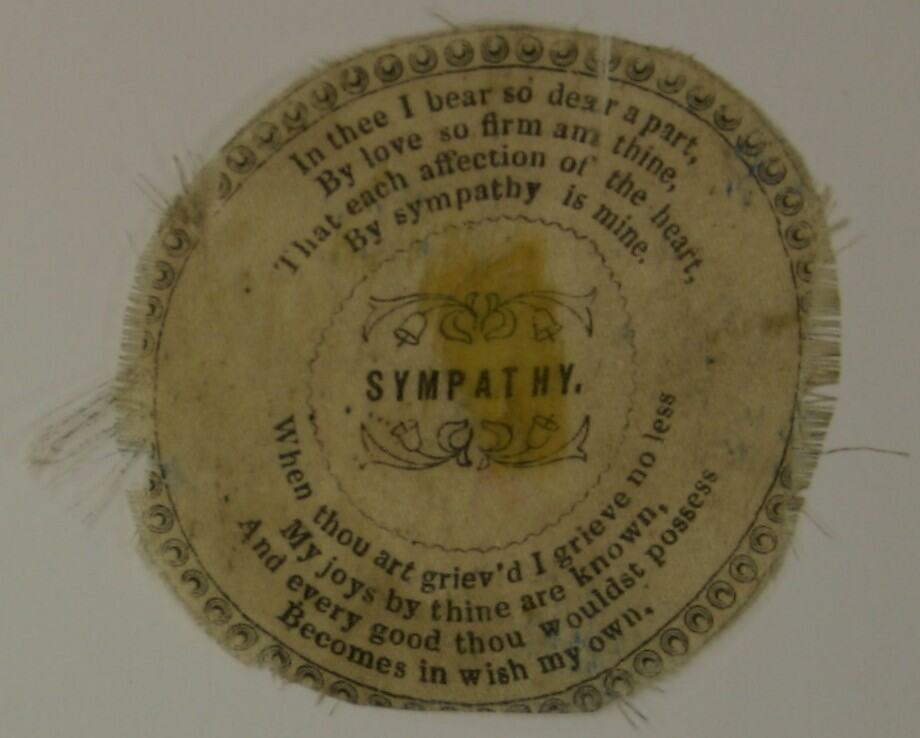 In thee I bear so dear a part,
By love so firm am thine,
That each affection of the heart,
By sympathy is mine.
SYMPATHY.
When thou art griev'd I grieve no less
My joys by thine are known,
And every good thou wouldst possess
Becomes in wish my own.